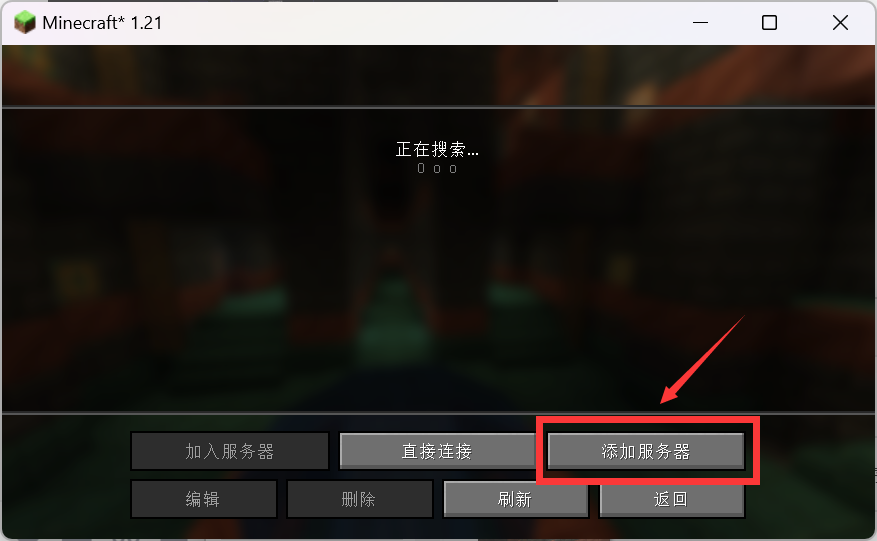 Minecraft* 1.21
正在搜索...
加入服务器 直接连接 添加服务器
编辑 删除 刷新 返回